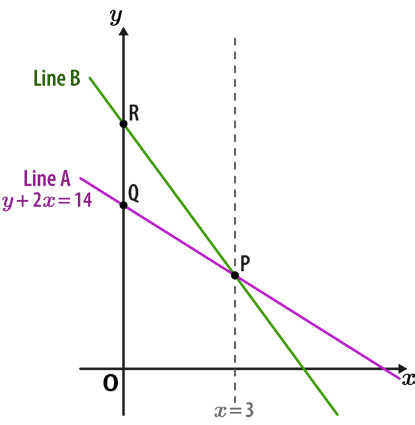 y
Line B
R
Line A
y + 2x = 14
Q
P
O
x
x = 3